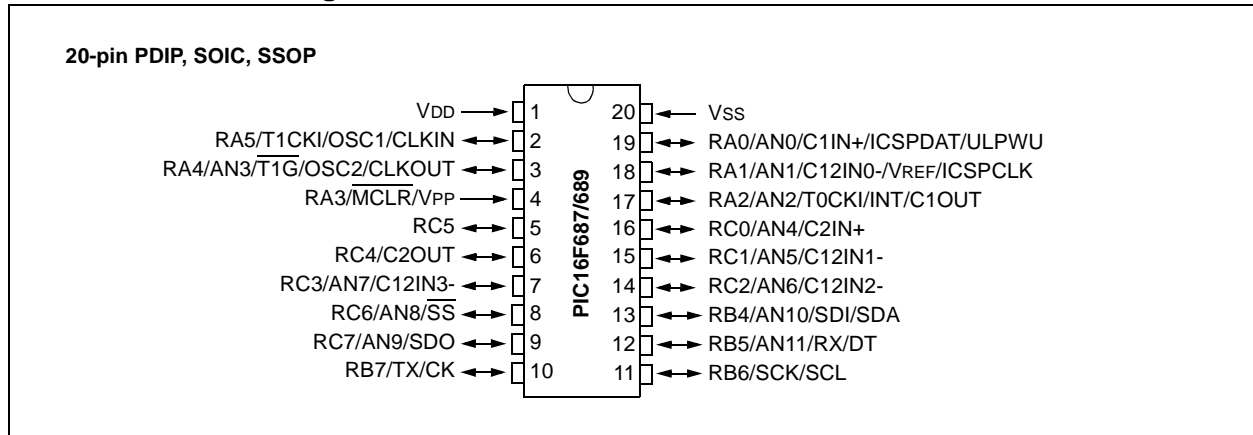 20-pin PDIP, SOIC, SSOP
VDD 1 20 VSS
RA5/T1CKI/OSC1/CLKIN 2 19 RA0/AN0/C1IN+/ICSPDAT/ULPWU
RA4/AN3/T1G/OSC2/CLKOUT 3 18 RA1/AN1/C12IN0-/VREF/ICSPCLK
RA3/MCLR/VPP 4 17 RA2/AN2/T0CKI/INT/C1OUT
RC5 5 16 RC0/AN4/C2IN+
RC4/C2OUT 6 15 RC1/AN5/C12IN1-
RC3/AN7/C12IN3- 7 14 RC2/AN6/C12IN2-
RC6/AN8/SS 8 13 RB4/AN10/SDI/SDA
RC7/AN9/SDO 9 12 RB5/AN11/RX/DT
RB7/TX/CK 10 11 RB6/SCK/SCL
PIC16F687/689